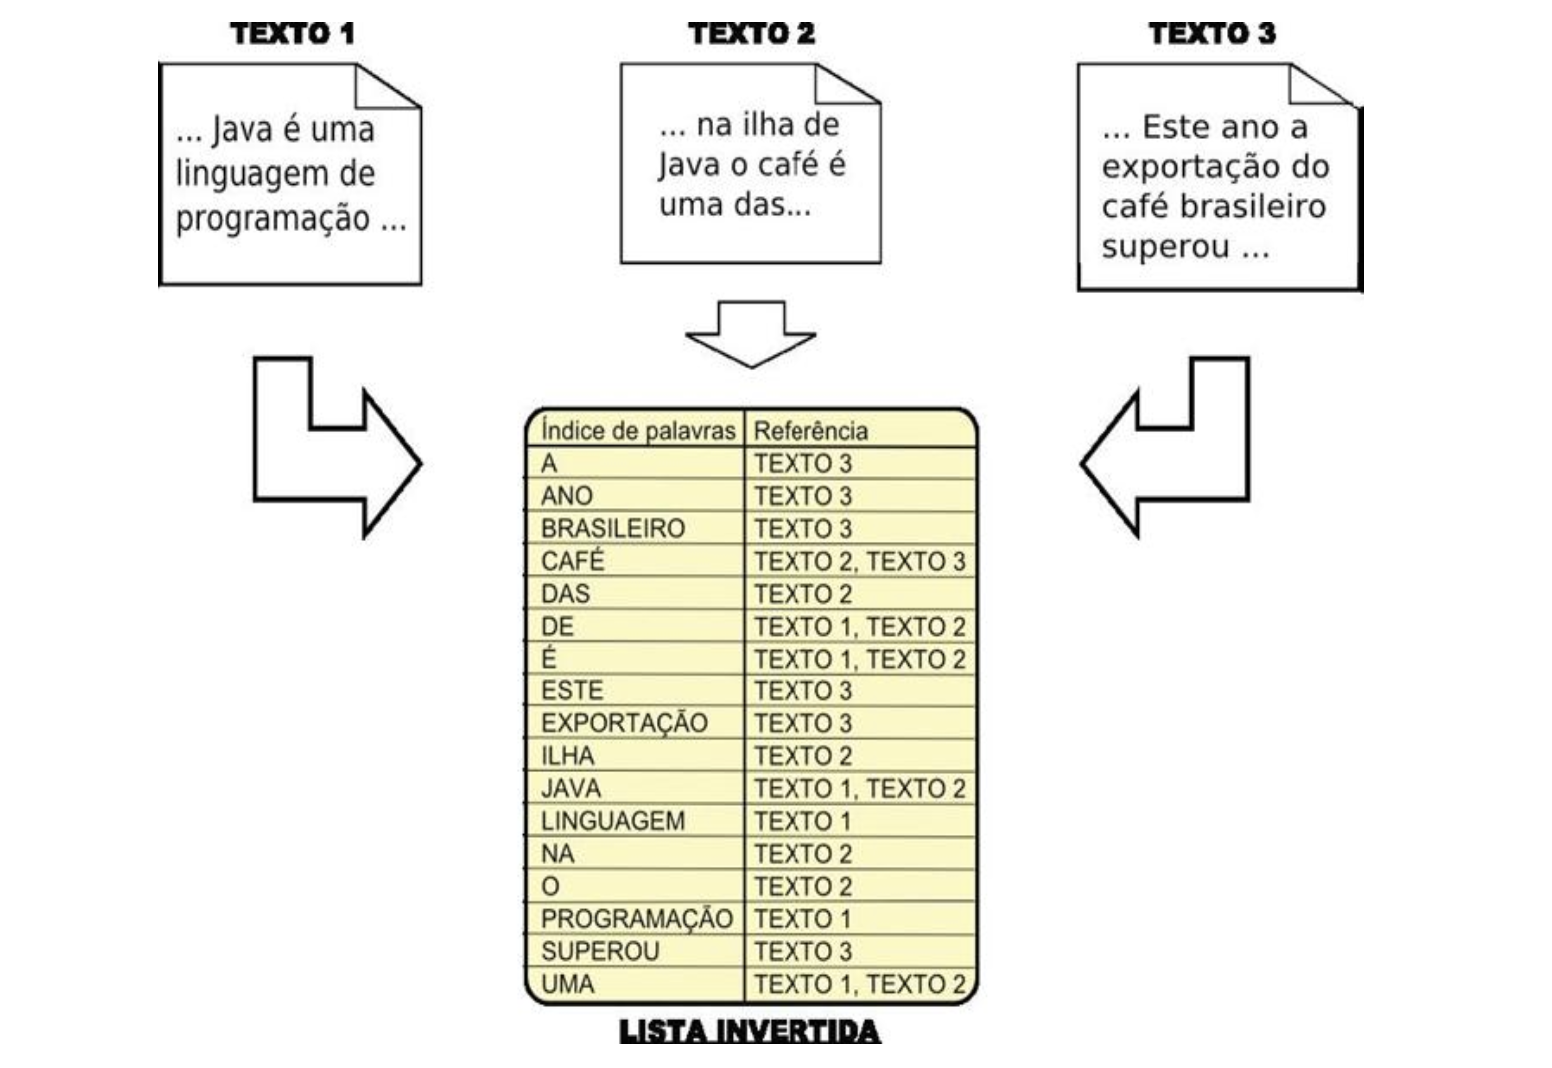 TEXTO 1
... Java é uma
linguagem de
programação ...
TEXTO 2
... na ilha de
Java o café é
uma das...
TEXTO 3
... Este ano a
exportação do
café brasileiro
superou ...
Índice de palavras Referência
A TEXTO 3
ANO TEXTO 3
BRASILEIRO TEXTO 3
CAFÉ TEXTO 2, TEXTO 3
DAS TEXTO 2
DE TEXTO 1, TEXTO 2
É TEXTO 1, TEXTO 2
ESTE TEXTO 3
EXPORTAÇÃO TEXTO 3
ILHA TEXTO 2
JAVA TEXTO 1, TEXTO 2
LINGUAGEM TEXTO 1
NA TEXTO 2
O TEXTO 2
PROGRAMAÇÃO TEXTO 1
SUPEROU TEXTO 3
UMA TEXTO 1, TEXTO 2
LISTA INVERTIDA